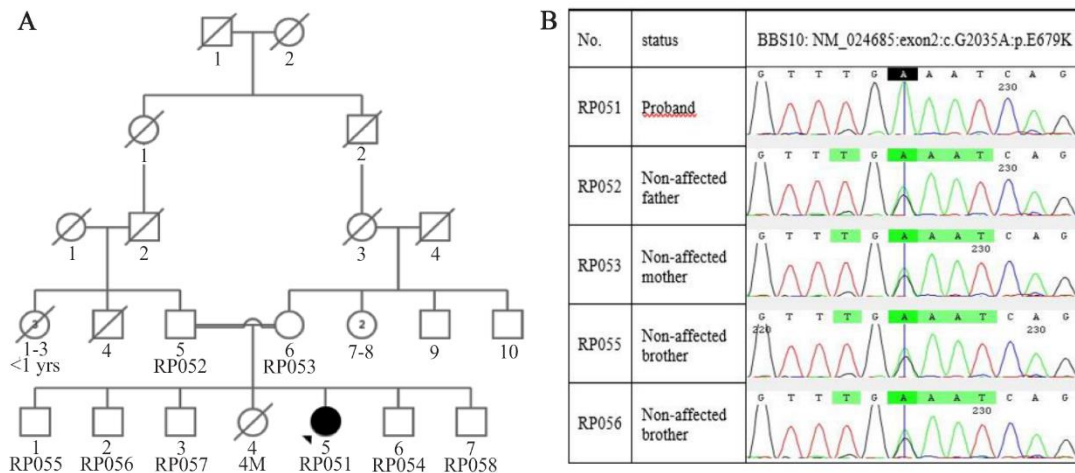 A
1 2
1 2
1 2 3 4
3 2
1-3 4 5 6 7-8 9 10
<1 yrs RP052 RP053
1 2 3 4 5 6 7
RP055 RP056 RP057 4M RP051 RP054 RP058
B
No. status BBS10: NM_024685:exon2:c.G2035A:p.E679K
RP051 Proband
G T T T G A A A T C A G
230
RP052 Non-affected father
G T T T G A A A T C A G
230
RP053 Non-affected mother
G T T T G A A A T C A G
230
RP055 Non-affected brother
G T T T G A A A T C A G
220 230
RP056 Non-affected brother
G T T T G A A A T C A G
230